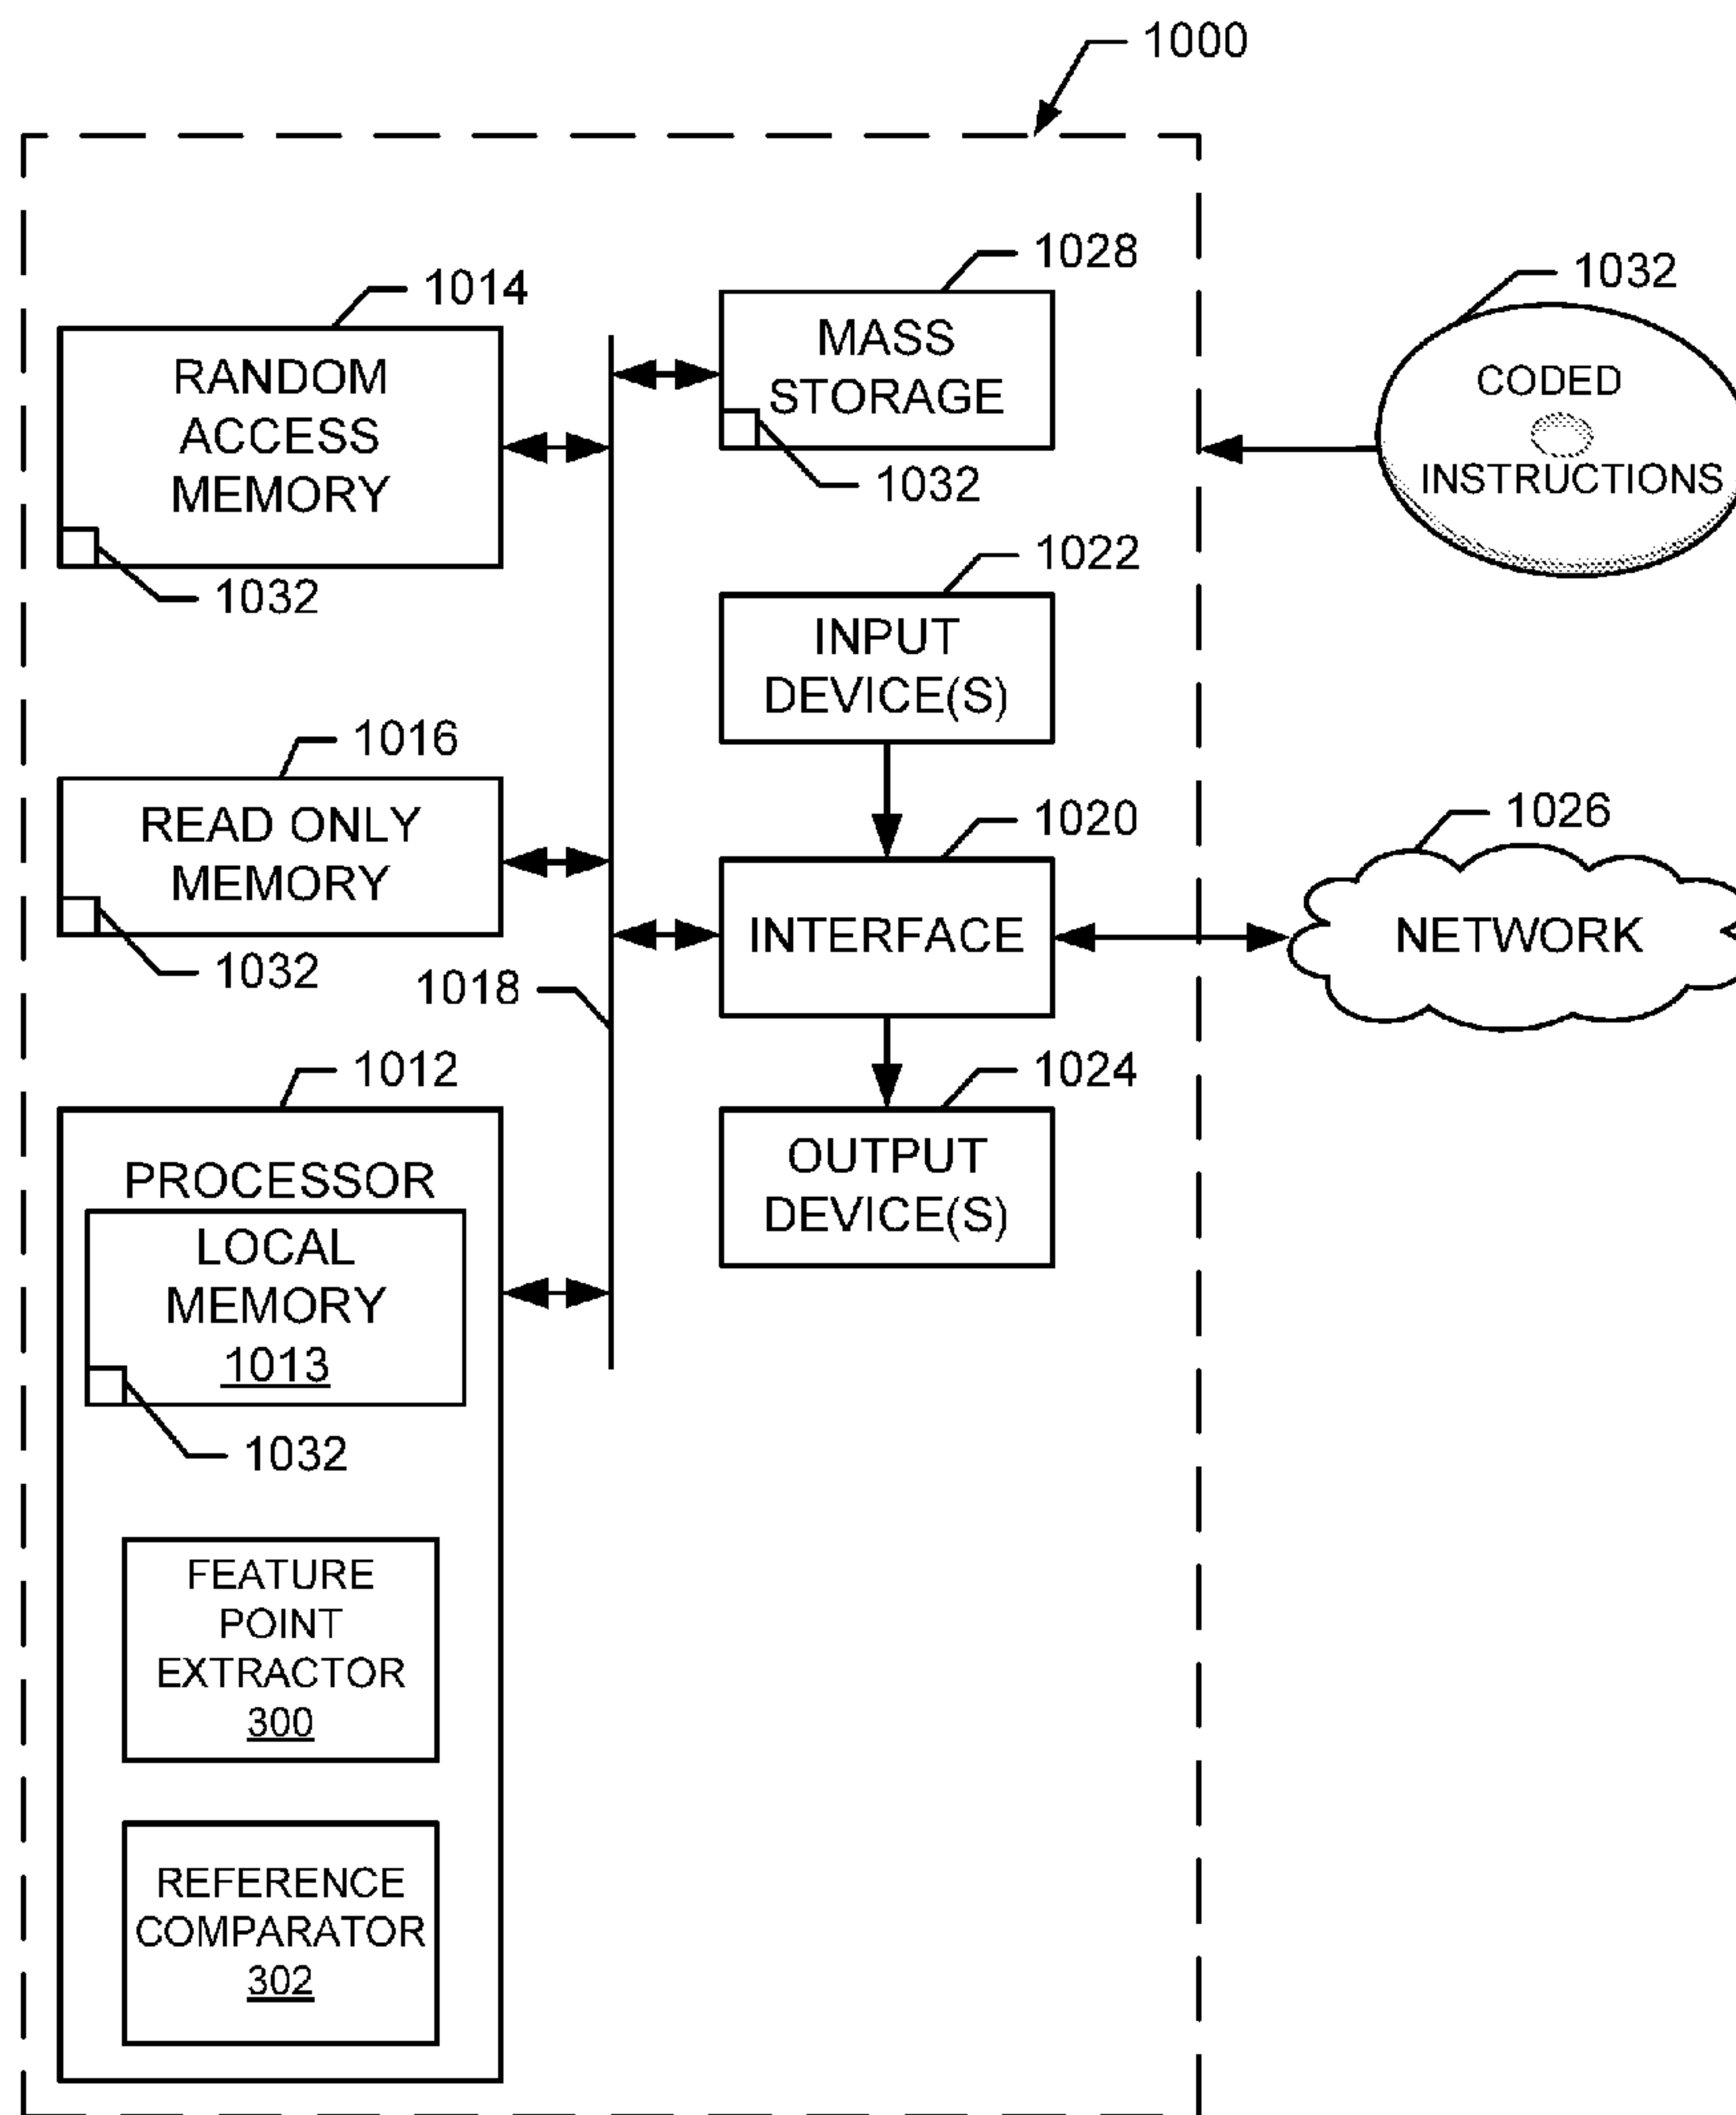 1000
1014
RANDOM
ACCESS
MEMORY
1032
1028
MASS
STORAGE
1032
1032
CODED
INSTRUCTIONS
1022
INPUT
DEVICE(S)
1016
READ ONLY
MEMORY
1032
1018
1020
INTERFACE
1026
NETWORK
1012
PROCESSOR
LOCAL
MEMORY
1013
1032
1024
OUTPUT
DEVICE(S)
FEATURE
POINT
EXTRACTOR
300
REFERENCE
COMPARATOR
302